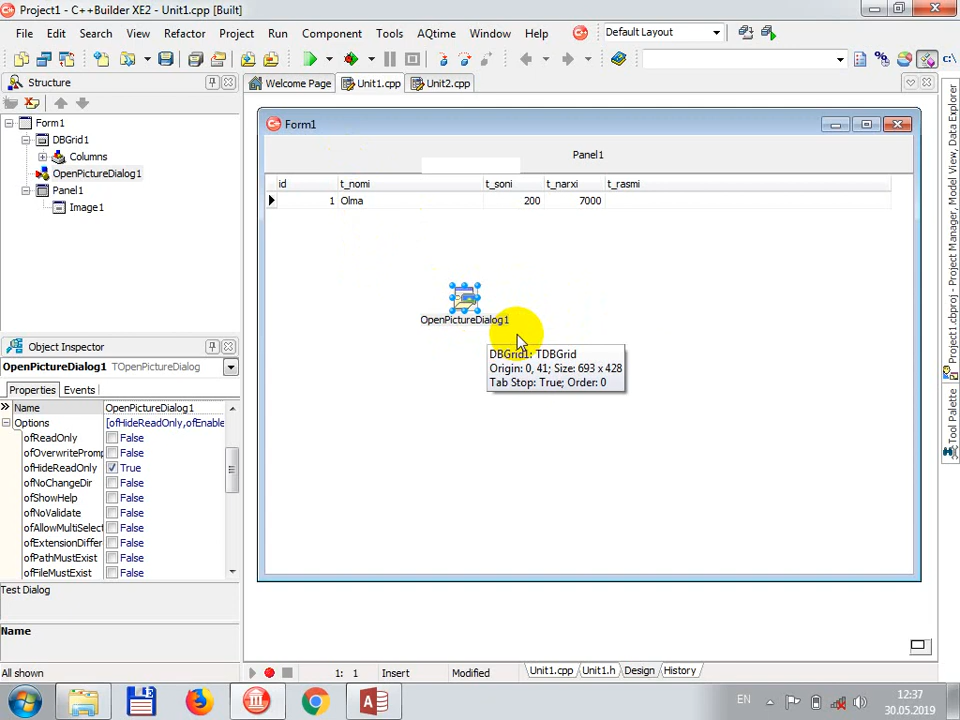 Project1 - C++Builder XE2 - Unit1.cpp [Built]
File Edit Search View Refactor Project Run Component Tools AQtime Window Help
Default Layout
Structure
Welcome Page Unit1.cpp Unit2.cpp
Form1
DBGrid1
Columns
OpenPictureDialog1
Panel1
Image1
Form1
Panel1
id t_nomi t_soni t_narxi t_rasmi
1 Olma 200 7000
OpenPictureDialog1
DBGrid1: TDBGrid
Origin: 0, 41; Size: 693 x 428
Tab Stop: True; Order: 0
Object Inspector
OpenPictureDialog1 TOpenPictureDialog
Properties Events
Name OpenPictureDialog1
Options [ofHideReadOnly,ofEnable
ofReadOnly False
ofOverwriteProm False
ofHideReadOnly True
ofNoChangeDir False
ofShowHelp False
ofNoValidate False
ofAllowMultiSelect False
ofExtensionDiffer False
ofPathMustExist False
ofFileMustExist False
Test Dialog
Name
All shown
1: 1 Insert Modified
Unit1.cpp Unit1.h Design History
Project1.cbproj - Project Manager, Model View, Data Explorer
Tool Palette
EN
12:37
30.05.2019